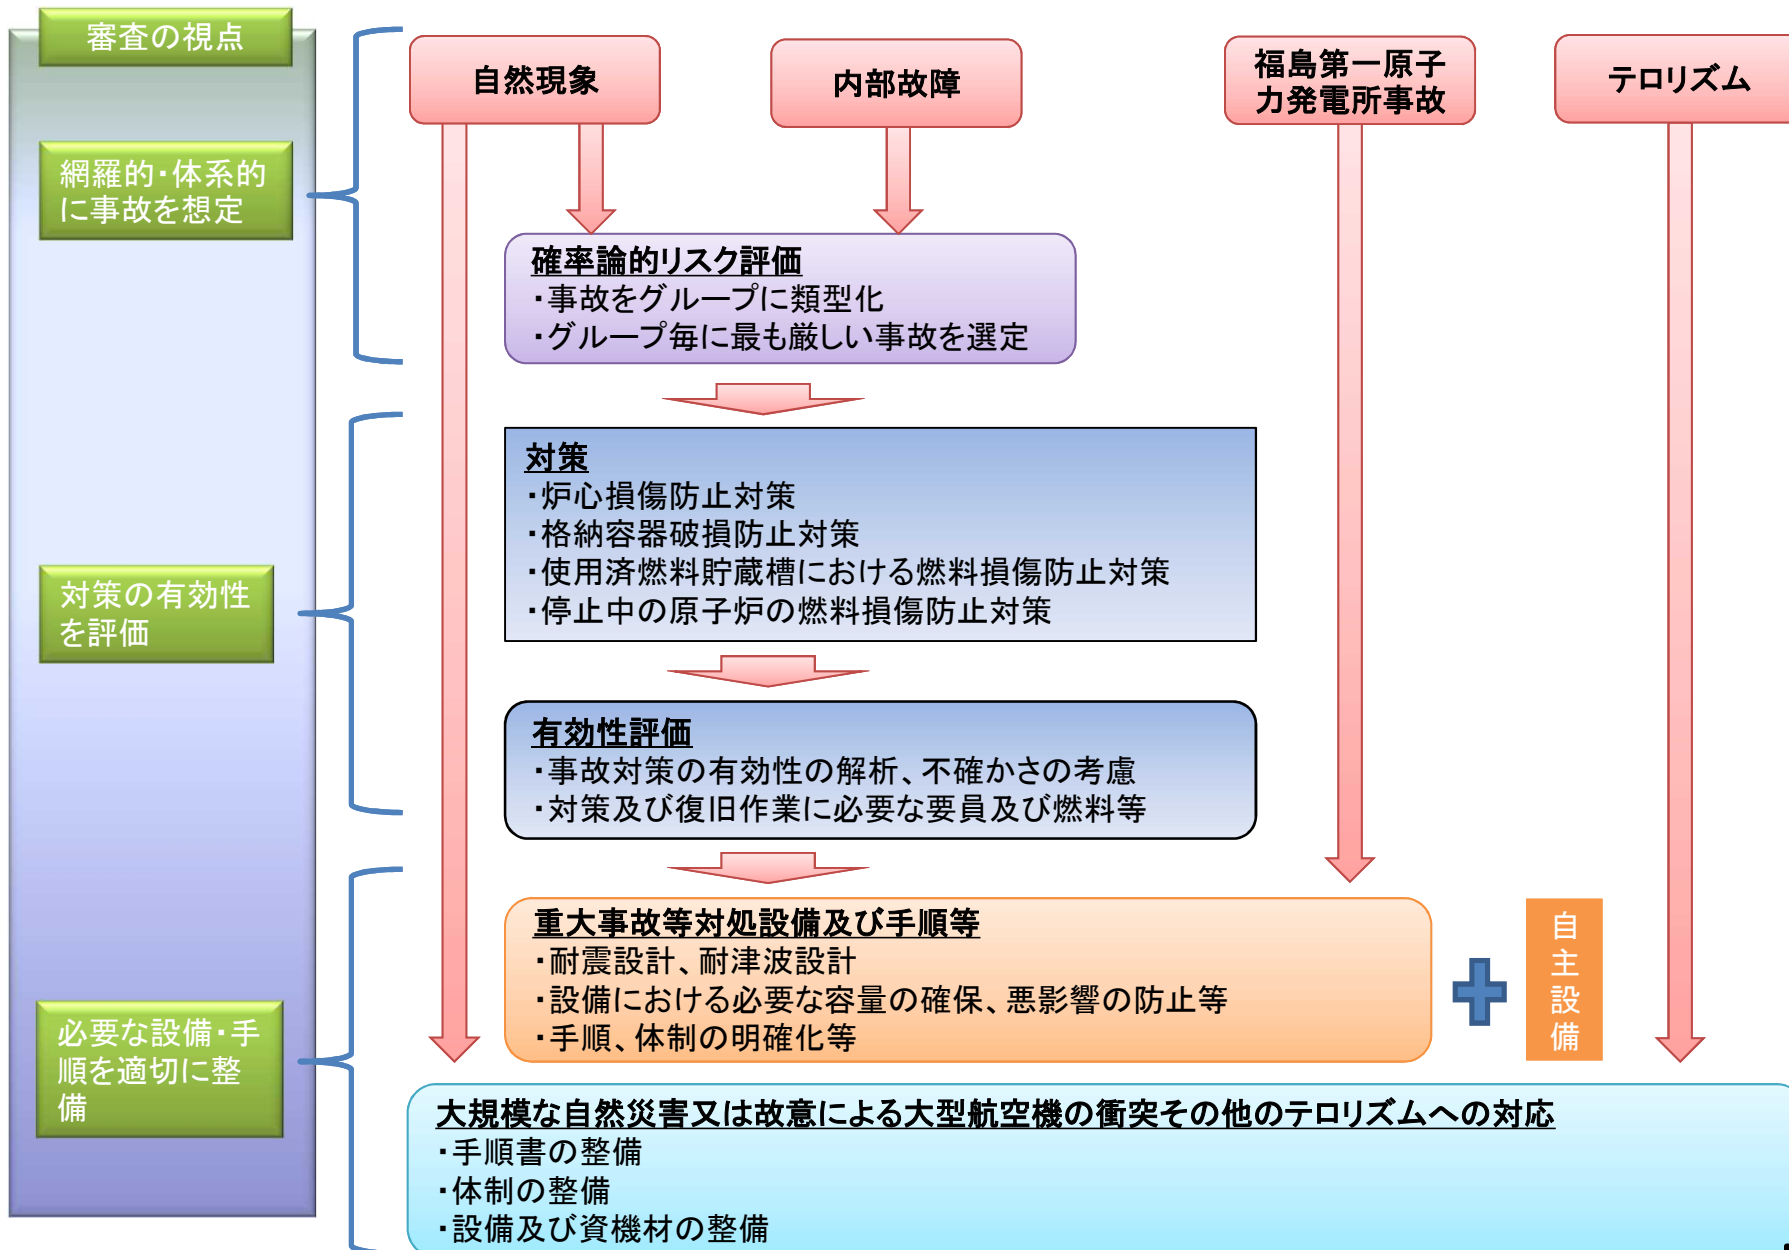 審査の視点
網羅的・体系的
に事故を想定
対策の有効性
を評価
必要な設備・手
順を適切に整
備
自然現象
内部故障
福島第一原子
力発電所事故
テロリズム
確率論的リスク評価
・事故をグループに類型化
・グループ毎に最も厳しい事故を選定
対策
・炉心損傷防止対策
・格納容器破損防止対策
・使用済燃料貯蔵槽における燃料損傷防止対策
・停止中の原子炉の燃料損傷防止対策
有効性評価
・事故対策の有効性の解析、不確かさの考慮
・対策及び復旧作業に必要な要員及び燃料等
重大事故等対処設備及び手順等
・耐震設計、耐津波設計
・設備における必要な容量の確保、悪影響の防止等
・手順、体制の明確化等
自主設備
大規模な自然災害又は故意による大型航空機の衝突その他のテロリズムへの対応
・手順書の整備
・体制の整備
・設備及び資機材の整備